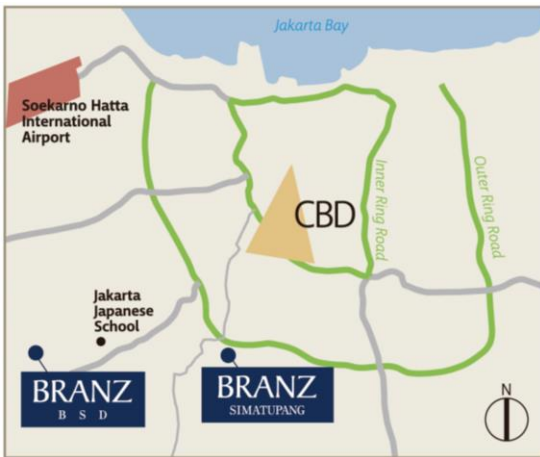 Jakarta Bay
Soekarno Hatta
International
Airport
CBD
Inner Ring Road
Outer Ring Road
Jakarta
Japanese
School
BRANZ
B S D
BRANZ
SIMATUPANG
N